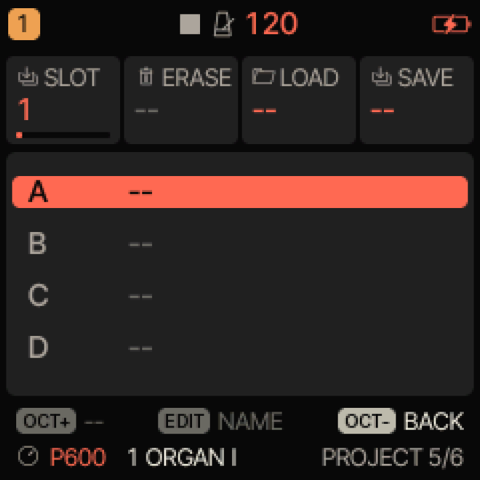 1 120
SLOT ERASE LOAD SAVE
1 -- -- --
A --
B --
C --
D --
OCT+ -- EDIT NAME OCT- BACK
P600 1 ORGAN I PROJECT 5/6